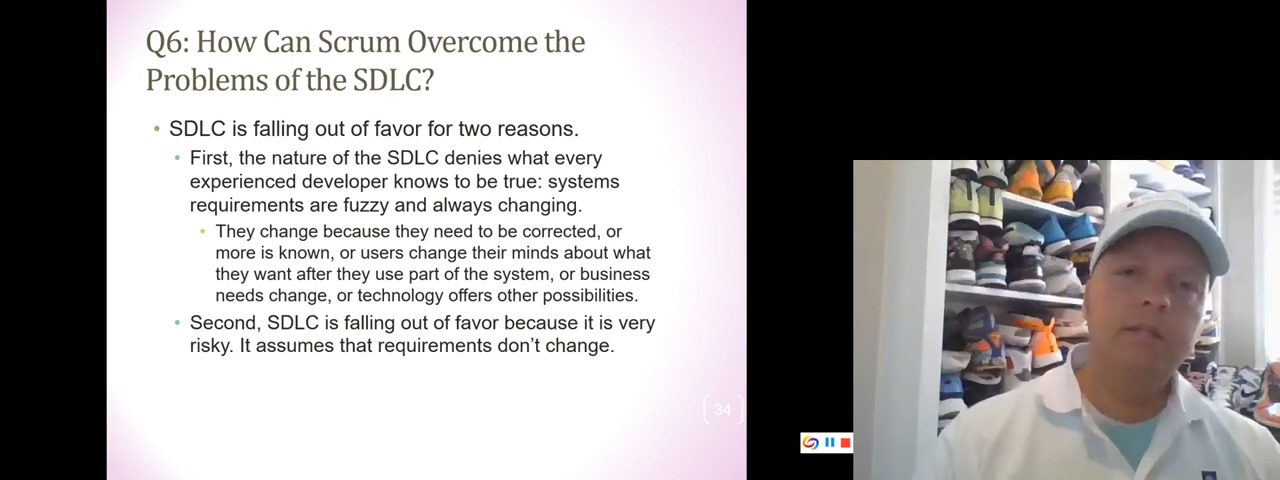 Q6: How Can Scrum Overcome the
Problems of the SDLC?
• SDLC is falling out of favor for two reasons.
• First, the nature of the SDLC denies what every
experienced developer knows to be true: systems
requirements are fuzzy and always changing.
• They change because they need to be corrected, or
more is known, or users change their minds about what
they want after they use part of the system, or business
needs change, or technology offers other possibilities.
• Second, SDLC is falling out of favor because it is very
risky. It assumes that requirements don’t change.
34